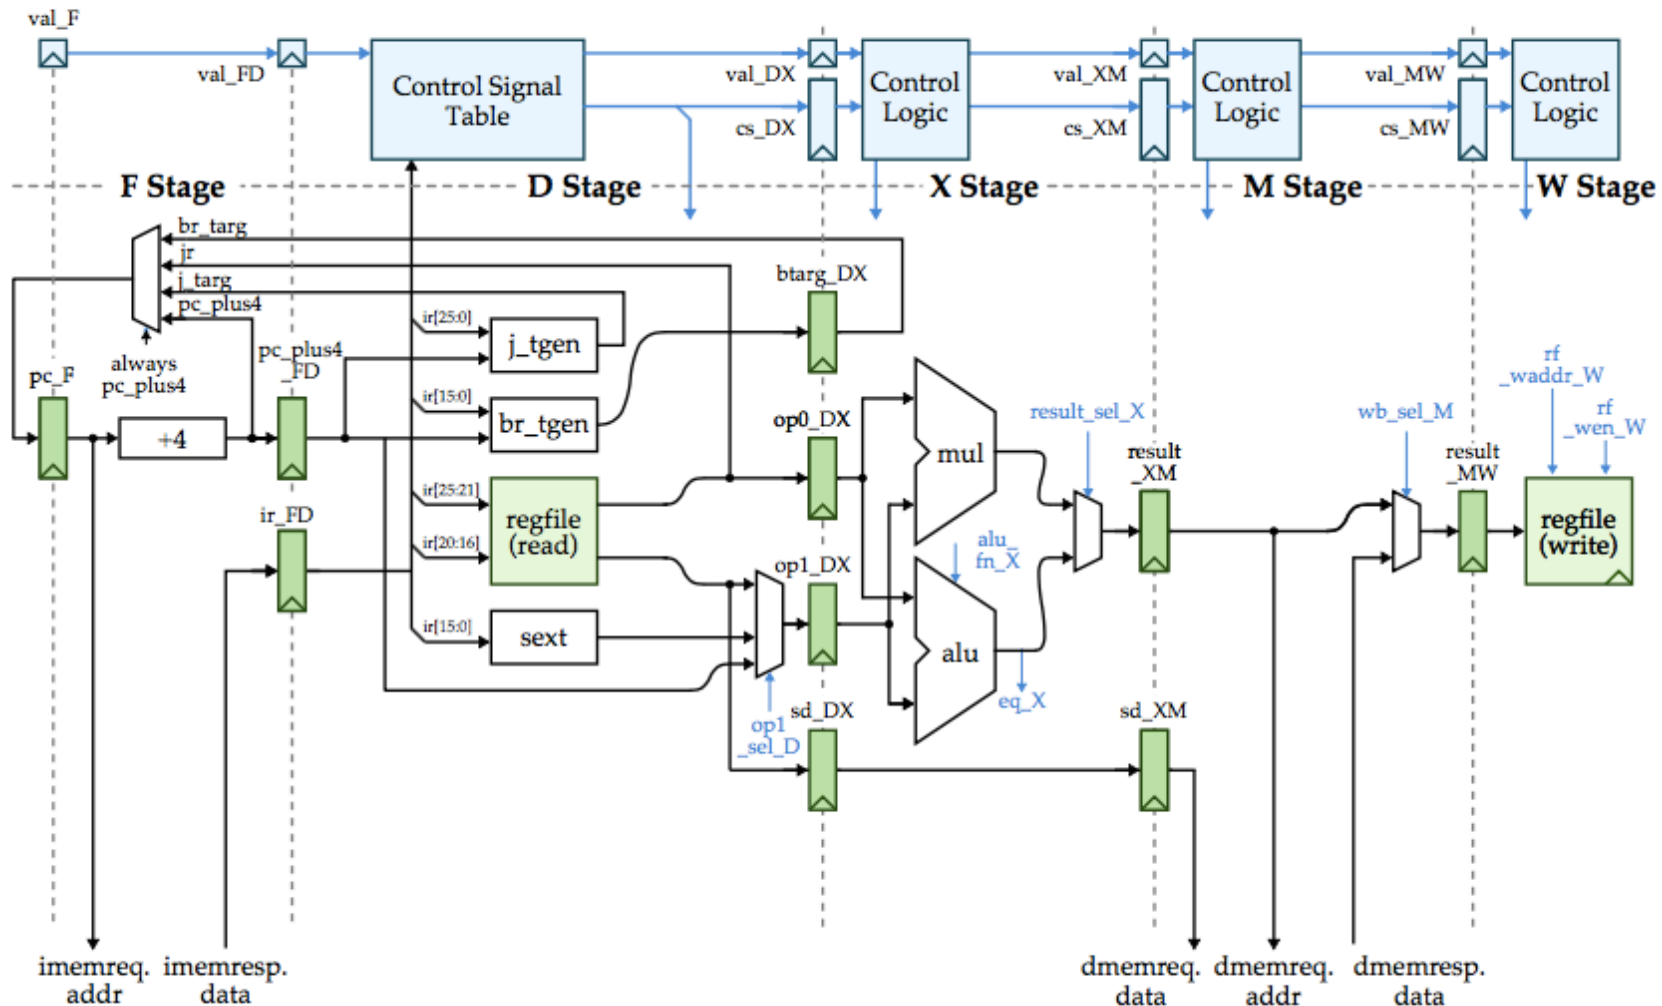 val_F
val_FD
Control Signal
Table
val_DX
cs_DX
Control
Logic
val_XM
cs_XM
Control
Logic
val_MW
cs_MW
Control
Logic
F Stage
D Stage
X Stage
M Stage
W Stage
br_targ
jr
j_targ
pc_plus4
always
pc_plus4
pc_F
+4
pc_plus4
_FD
ir_FD
ir[25:0]
j_tgen
ir[15:0]
br_tgen
ir[25:21]
ir[20:16]
regfile
(read)
ir[15:0]
sext
op1
_sel_D
btarg_DX
op0_DX
op1_DX
sd_DX
mul
alu_
fn_X
alu
eq_X
result_sel_X
result
_XM
sd_XM
wb_sel_M
result
_MW
rf
_waddr_W
rf
_wen_W
regfile
(write)
imemreq.
addr
imemresp.
data
dmemreq.
data
dmemreq.
addr
dmemresp.
data